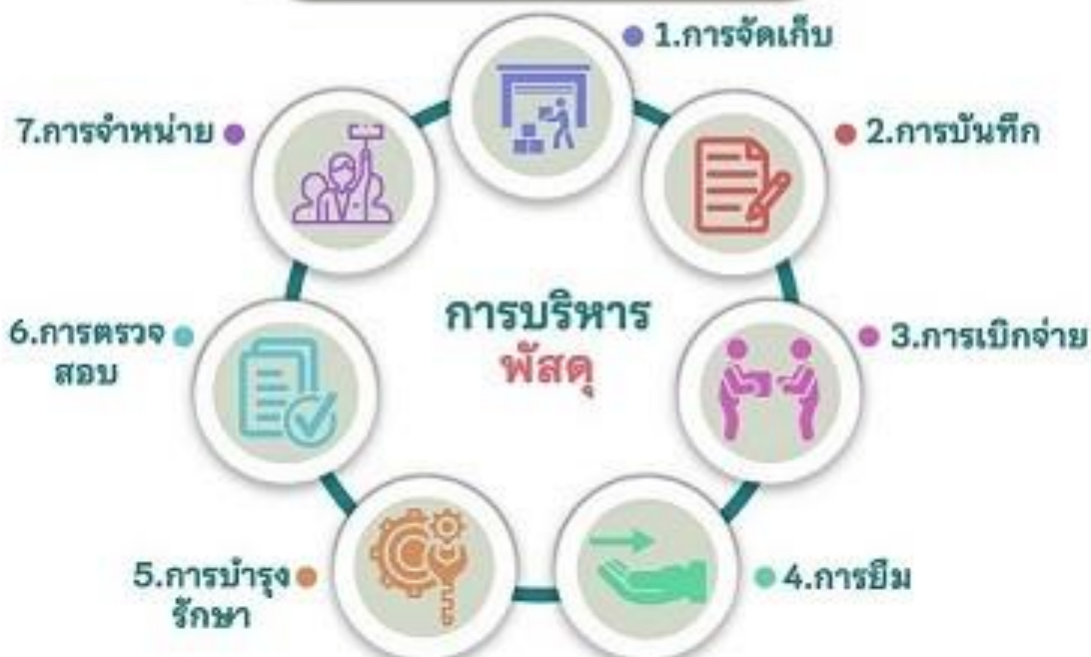 การบริหาร
พัสดุ
1.การจัดเก็บ
2.การบันทึก
3.การเบิกจ่าย
4.การยืม
5.การบำรุง
รักษา
6.การตรวจ
สอบ
7.การจำหน่าย